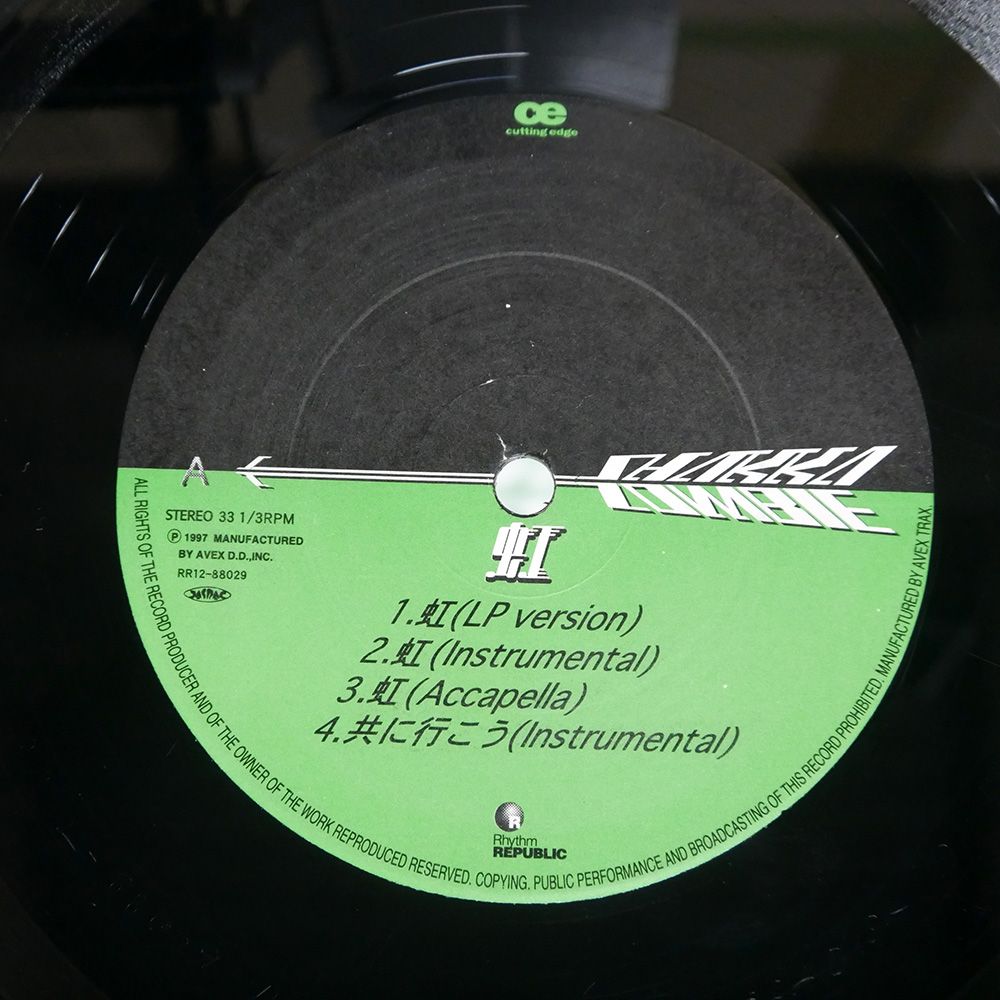 ce
cutting edge
A
CHAKKA
STEREO 33 1/3RPM
Ⓟ 1997 MANUFACTURED
BY AVEX D.D.,INC.
RR12-88029
虹
1.虹(LP version)
2.虹(Instrumental)
3.虹(Accapella)
4.共に行こう(Instrumental)
R
Rhythm
REPUBLIC
ALL RIGHTS OF THE RECORD PRODUCER AND OF THE OWNER OF THE WORK REPRODUCED RESERVED. COPYING, PUBLIC PERFORMANCE AND BROADCASTING OF THIS RECORD PROHIBITED. MANUFACTURED BY AVEX TRAX.